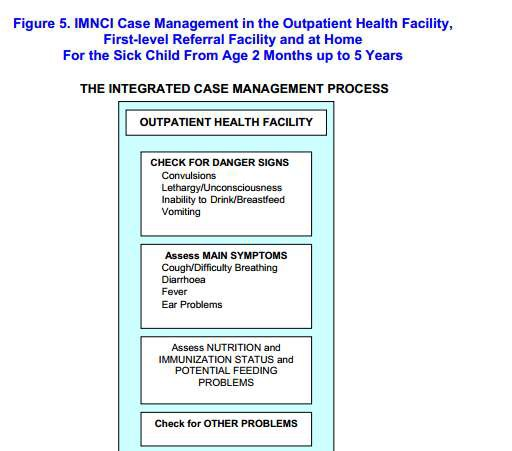 Figure 5. IMNCI Case Management in the Outpatient Health Facility,
First-level Referral Facility and at Home
For the Sick Child From Age 2 Months up to 5 Years
THE INTEGRATED CASE MANAGEMENT PROCESS
OUTPATIENT HEALTH FACILITY
CHECK FOR DANGER SIGNS
Convulsions
Lethargy/Unconsciousness
Inability to Drink/Breastfeed
Vomiting
Assess MAIN SYMPTOMS
Cough/Difficulty Breathing
Diarrhoea
Fever
Ear Problems
Assess NUTRITION and
IMMUNIZATION STATUS and
POTENTIAL FEEDING
PROBLEMS
Check for OTHER PROBLEMS